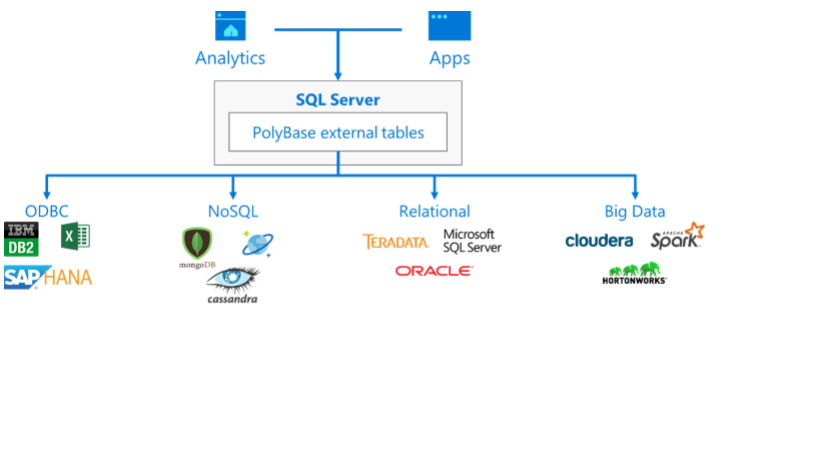 Analytics
Apps
SQL Server
PolyBase external tables
ODBC
NoSQL
Relational
Big Data
IBM
DB2
X
SAP HANA
mongoDB
cassandra
TERADATA
Microsoft
SQL Server
ORACLE
cloudera
APACHE
Spark
HORTONWORKS